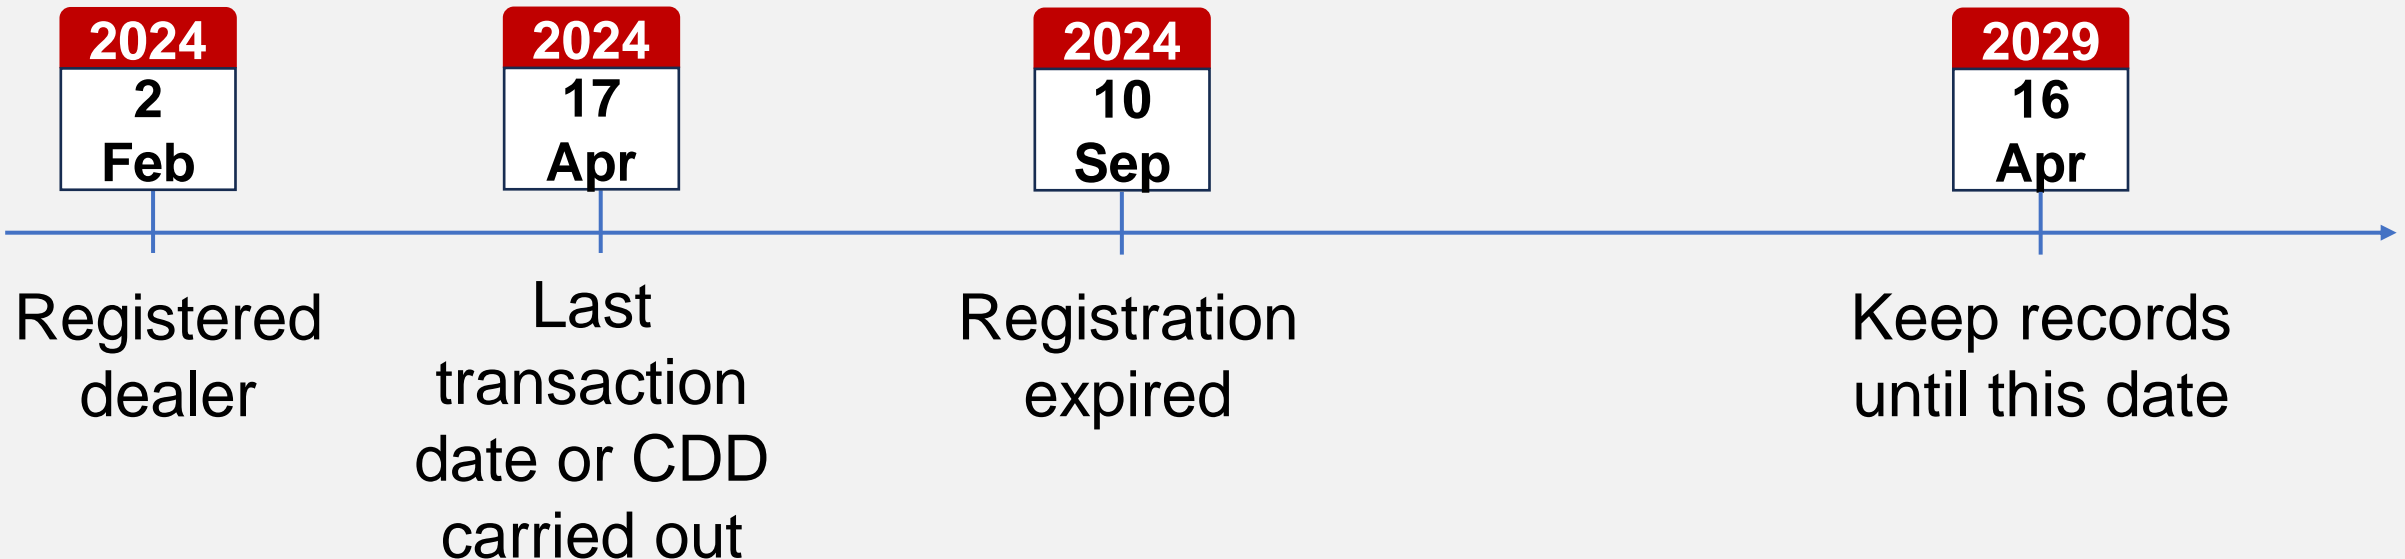 2024
2
Feb
Registered
dealer
2024
17
Apr
Last
transaction
date or CDD
carried out
2024
10
Sep
Registration
expired
2029
16
Apr
Keep records
until this date